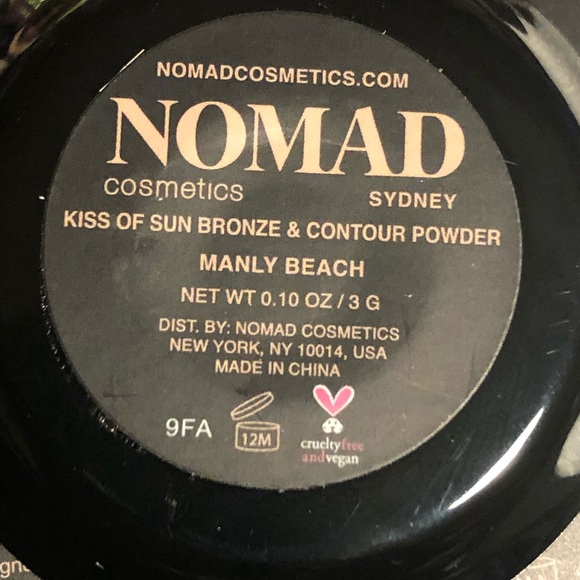 NOMADCOSMETICS.COM
NOMAD
cosmetics SYDNEY
KISS OF SUN BRONZE & CONTOUR POWDER
MANLY BEACH
NET WT 0.10 OZ / 3 G
DIST. BY: NOMAD COSMETICS
NEW YORK, NY 10014, USA
MADE IN CHINA
9FA 12M
crueltyfree
andvegan